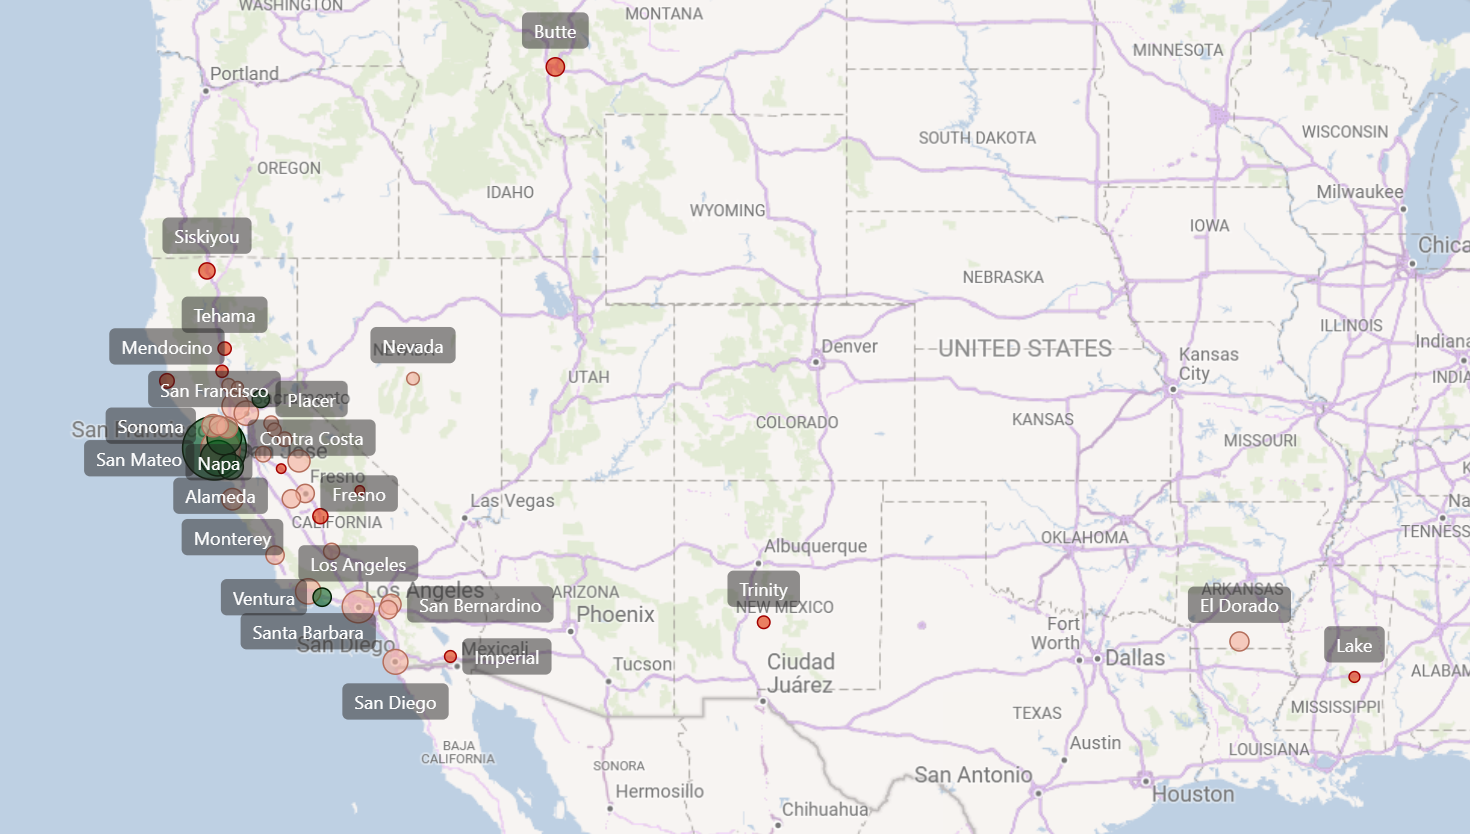 WASHINGTON
MONTANA
Butte
MINNESOTA
Portland
SOUTH DAKOTA
WISCONSIN
OREGON
IDAHO
WYOMING
Milwaukee
IOWA
Siskiyou
Chica
NEBRASKA
Tehama
ILLINOIS
Mendocino
Nevada
Denver
UNITED STATES
Kansas
City
Indiana
UTAH
INDIA
San Francisco
Placer
COLORADO
KANSAS
Sonoma
Contra Costa
MISSOURI
San Mateo
Napa
K
Fresno
Alameda
Fresno
Las Vegas
Na
CALIFORNIA
TENNESS
Monterey
Albuquerque
OKLAHOMA
Los Angeles
Los Angeles
Ventura
San Bernardino
ARIZONA
Trinity
NEW MEXICO
ARKANSAS
El Dorado
Phoenix
Santa Barbara
San Diego
Fort
Worth
Dallas
Lake
Mexicali
Imperial
Tucson
Ciudad
Juárez
ALABAM
San Diego
MISSISSIPPI
TEXAS
BAJA
CALIFORNIA
Austin
LOUISIANA
SONORA
San Antonio
Hermosillo
Houston
Chihuahua